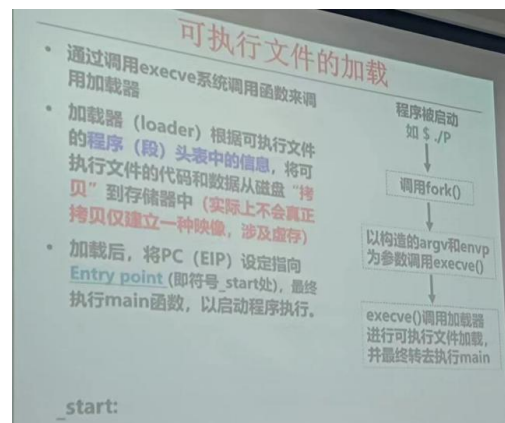 可执行文件的加载
• 通过调用execve系统调用函数来调
用加载器
• 加载器（loader）根据可执行文件
的程序（段）头表中的信息，将可
执行文件的代码和数据从磁盘“拷
贝”到存储器中（实际上不会真正
拷贝仅建立一种映像，涉及虚存）
• 加载后，将PC（EIP）设定指向
Entry point (即符号_start处)，最终
执行main函数，以启动程序执行。
_start:
程序被启动
如 $ ./P
调用fork()
以构造的argv和envp
为参数调用execve()
execve()调用加载器
进行可执行文件加载，
并最终转去执行main